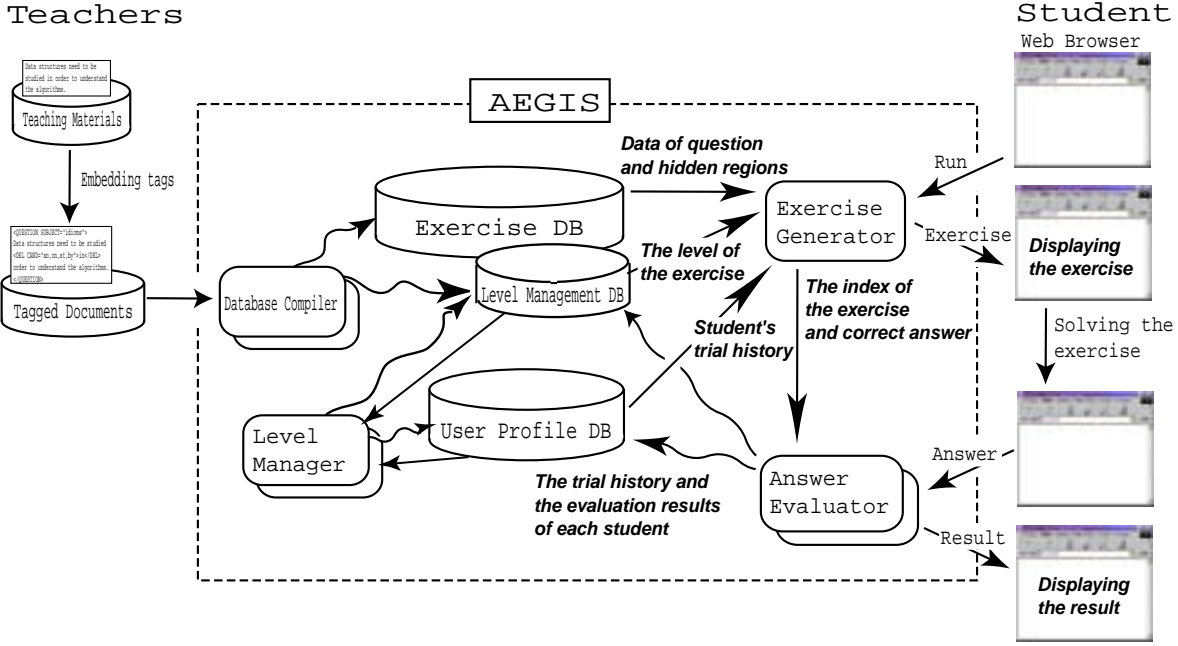 Teachers
Data structures need to be
studied in order to understand
the algorithms.
Teaching Materials
Embedding tags
<QUESTION SUBJECT="idioms">
Data structures need to be studied
<DEL CAND="an,on,at,by">in</DEL>
order to understand the algorithms.
</QUESTION>
Tagged Documents
AEGIS
Database Compiler
Exercise DB
Level Management DB
User Profile DB
Level
Manager
Data of question
and hidden regions
The level of
the exercise
Student's
trial history
The trial history and
the evaluation results
of each student
Exercise
Generator
The index of
the exercise
and correct answer
Answer
Evaluator
Student
Web Browser
Run
Exercise
Displaying
the exercise
Solving the
exercise
Answer
Result
Displaying
the result